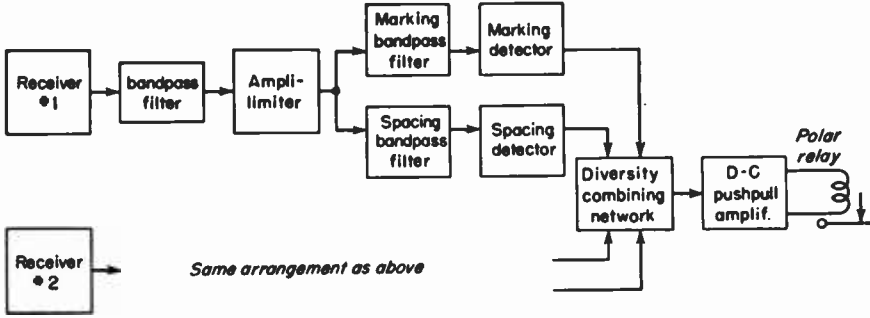 Receiver
#1
bandpass
filter
Ampli-
limiter
Marking
bandpass
filter
Marking
detector
Spacing
bandpass
filter
Spacing
detector
Diversity
combining
network
D-C
pushpull
amplif.
Polar
relay
Receiver
#2
Same arrangement as above